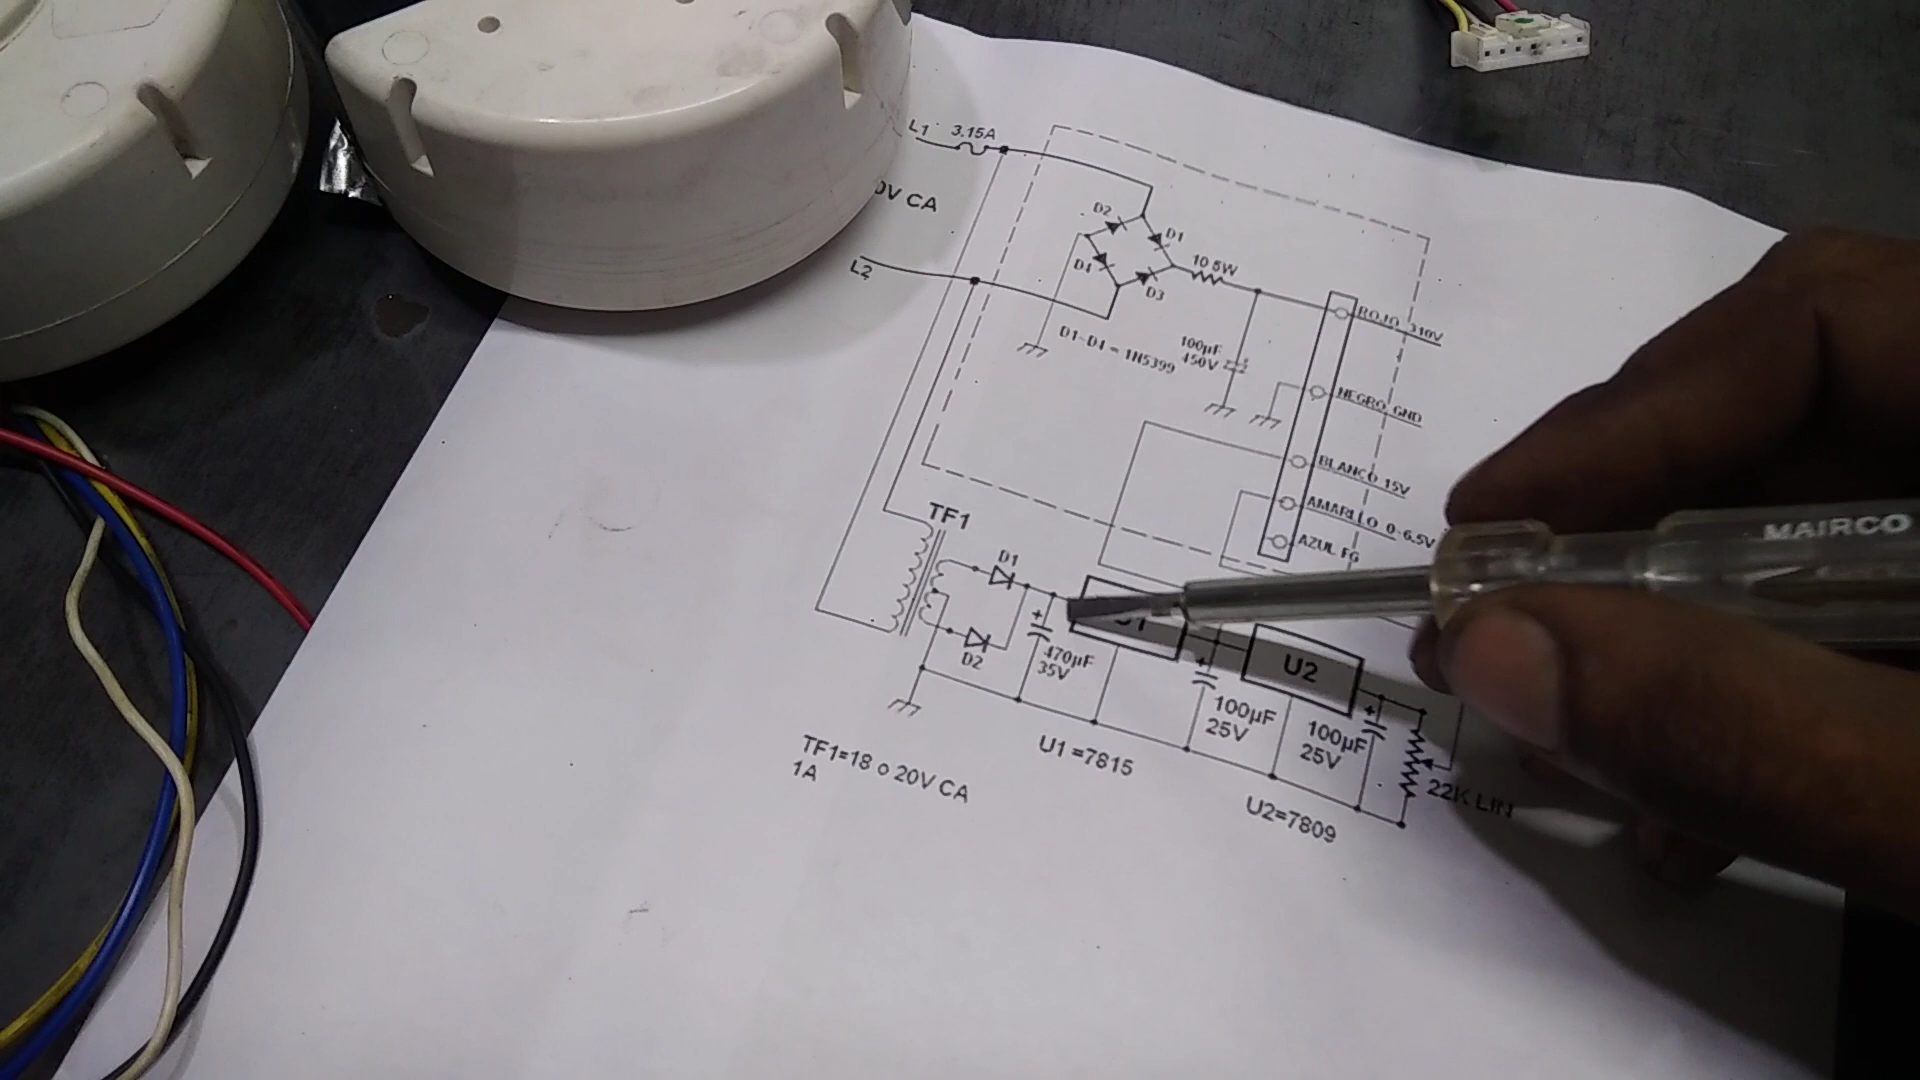 L1 3.15A
0V CA
L2
D2
D1
D4
D3
10 5W
D1-D4 = 1N5399
100µF
450V
ROJO 310V
NEGRO GND
BLANCO 15V
AMARILLO 0-6.5V
AZUL FG
MAIRCO
TF1
D1
D2
470µF
35V
U2
100µF
25V
100µF
25V
22K LIN
U1=7815
U2=7809
TF1=18 o 20V CA
1A